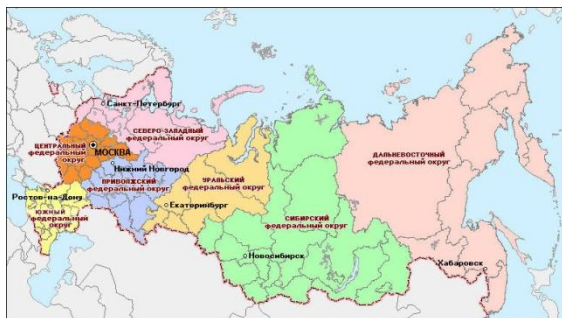 Санкт-Петербург
СЕВЕРО-ЗАПАДНЫЙ
федеральный округ
ЦЕНТРАЛЬНЫЙ
федеральный
округ
МОСКВА
Нижний Новгород
ПРИВОЛЖСКИЙ
федеральный округ
Ростов-на-Дону
ЮЖНЫЙ
федеральный
округ
УРАЛЬСКИЙ
федеральный округ
Екатеринбург
СИБИРСКИЙ
федеральный округ
Новосибирск
ДАЛЬНЕВОСТОЧНЫЙ
федеральный округ
Хабаровск